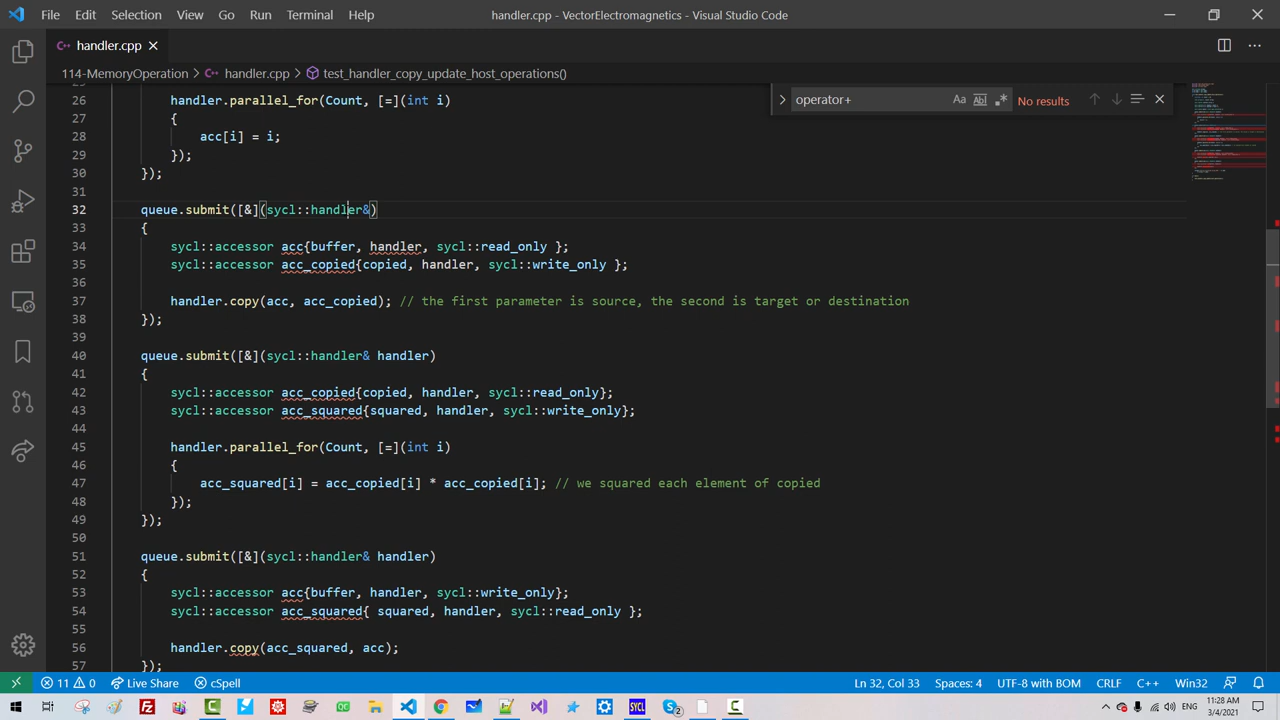 File Edit Selection View Go Run Terminal Help handler.cpp - VectorElectromagnetics - Visual Studio Code
handler.cpp
114-MemoryOperation handler.cpp test_handler_copy_update_host_operations()
operator+ Aa Abl No results
26 handler.parallel_for(Count, [=](int i)
27 {
28 acc[i] = i;
29 });
30 });
31
32 queue.submit([&](sycl::handler&)
33 {
34 sycl::accessor acc{buffer, handler, sycl::read_only };
35 sycl::accessor acc_copied{copied, handler, sycl::write_only };
36
37 handler.copy(acc, acc_copied); // the first parameter is source, the second is target or destination
38 });
39
40 queue.submit([&](sycl::handler& handler)
41 {
42 sycl::accessor acc_copied{copied, handler, sycl::read_only};
43 sycl::accessor acc_squared{squared, handler, sycl::write_only};
44
45 handler.parallel_for(Count, [=](int i)
46 {
47 acc_squared[i] = acc_copied[i] * acc_copied[i]; // we squared each element of copied
48 });
49 });
50
51 queue.submit([&](sycl::handler& handler)
52 {
53 sycl::accessor acc{buffer, handler, sycl::write_only};
54 sycl::accessor acc_squared{ squared, handler, sycl::read_only };
55
56 handler.copy(acc_squared, acc);
57 });
11 0 Live Share cSpell Ln 32, Col 33 Spaces: 4 UTF-8 with BOM CRLF C++ Win32
ENG 11:28 AM
3/4/2021